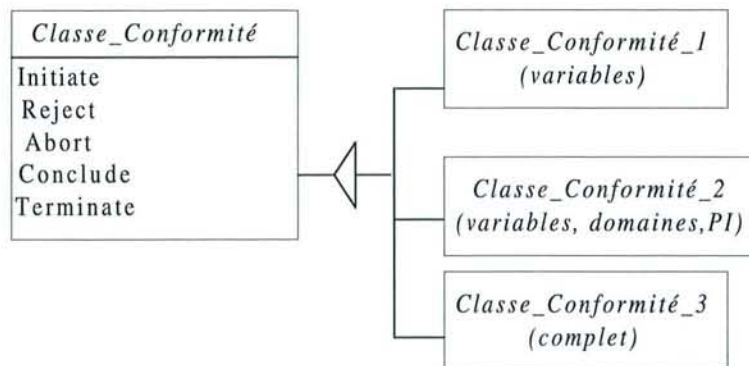 Classe_Conformité
Initiate
Reject
Abort
Conclude
Terminate
Classe_Conformité_1
(variables)
Classe_Conformité_2
(variables, domaines,PI)
Classe_Conformité_3
(complet)